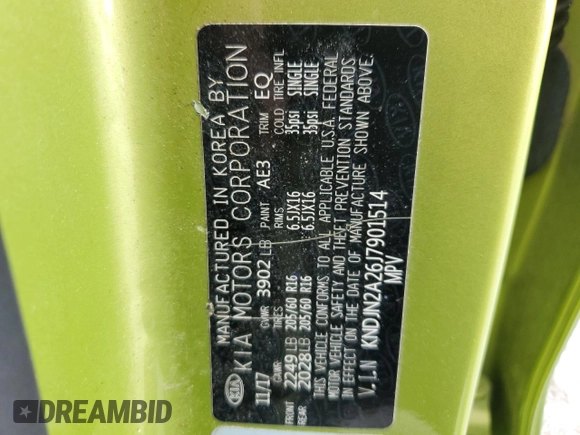 MANUFACTURED IN KOREA BY
KIA KIA MOTORS CORPORATION
11/17 GVWR 3902 LB PAINT AE3 TRIM EQ
GAWR TIRES RIMS COLD TIRE INFL
FRONT 2249 LB 205/60 R16 6.5JX16 35psi SINGLE
REAR 2028 LB 205/60 R16 6.5JX16 35psi SINGLE
THIS VEHICLE CONFORMS TO ALL APPLICABLE U.S.A. FEDERAL
MOTOR VEHICLE SAFETY AND THEFT PREVENTION STANDARDS
IN EFFECT ON THE DATE OF MANUFACTURE SHOWN ABOVE.
V.I.N KNDJN2A26J7901514
MPV
DREAMBID